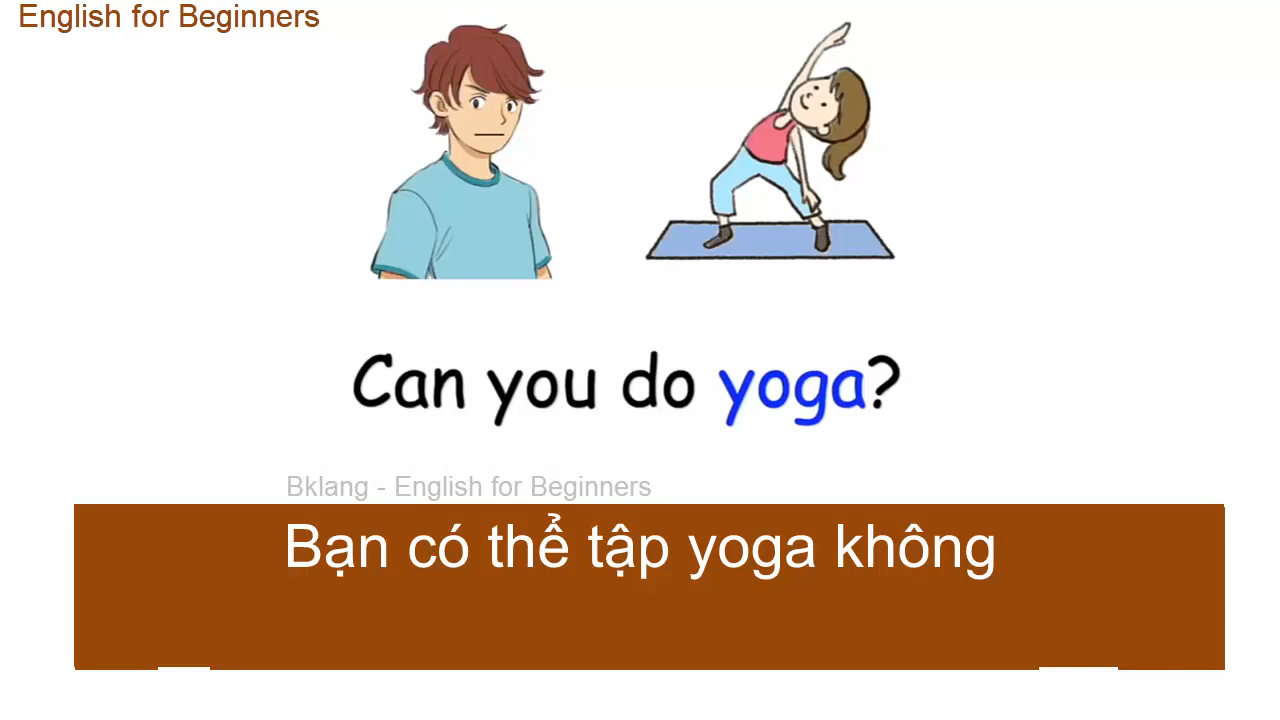 English for Beginners
Can you do yoga?
Bklang - English for Beginners
Bạn có thể tập yoga không